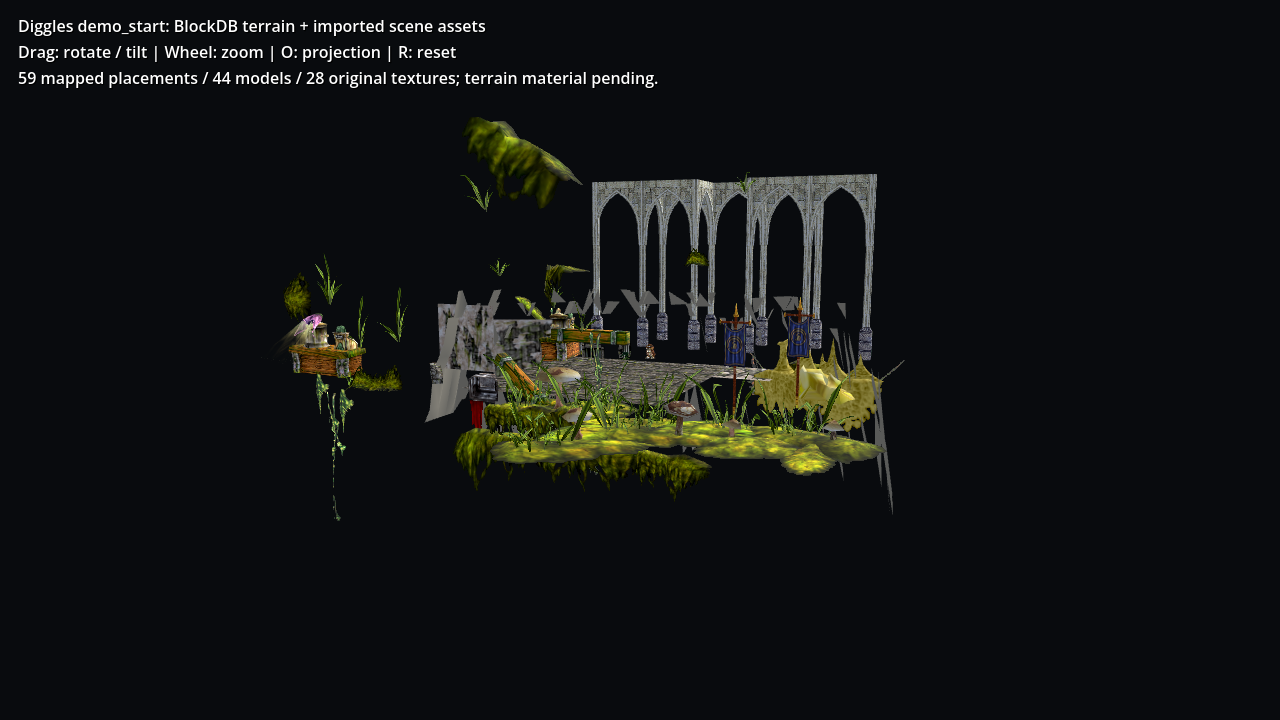 Diggles demo_start: BlockDB terrain + imported scene assets
Drag: rotate / tilt | Wheel: zoom | O: projection | R: reset
59 mapped placements / 44 models / 28 original textures; terrain material pending.